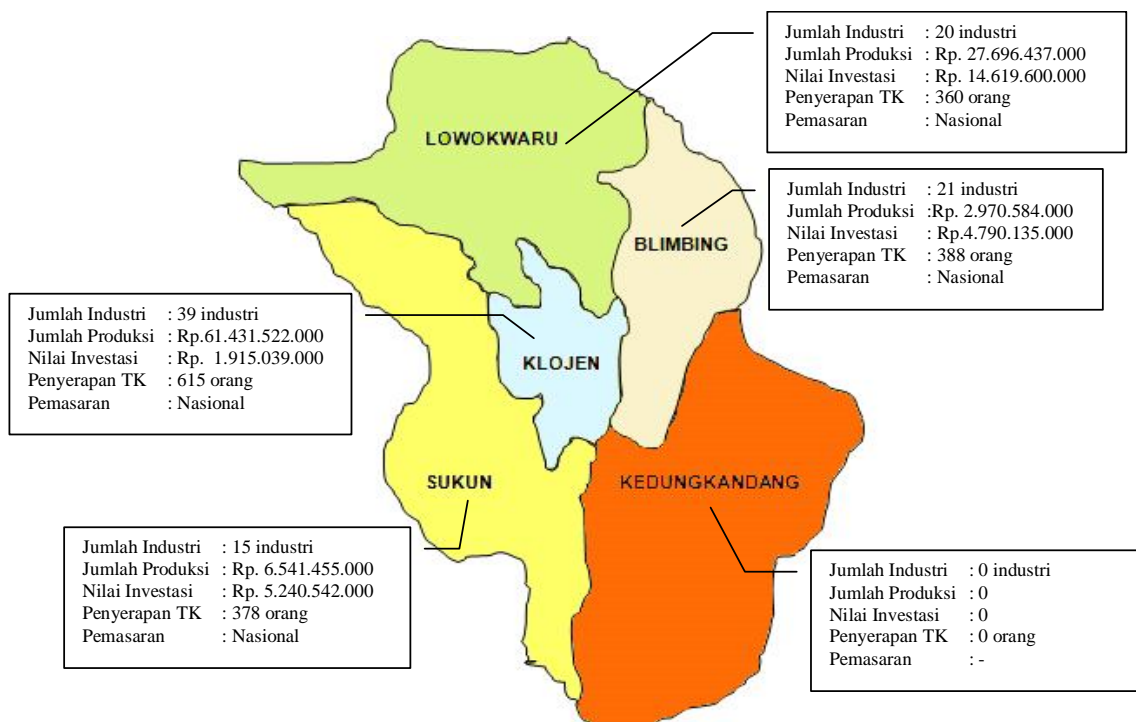 Jumlah Industri : 20 industri
Jumlah Produksi : Rp. 27.696.437.000
Nilai Investasi : Rp. 14.619.600.000
Penyerapan TK : 360 orang
Pemasaran : Nasional
LOWOKWARU
Jumlah Industri : 21 industri
Jumlah Produksi :Rp. 2.970.584.000
Nilai Investasi : Rp.4.790.135.000
Penyerapan TK : 388 orang
Pemasaran : Nasional
BLIMBING
Jumlah Industri : 39 industri
Jumlah Produksi : Rp.61.431.522.000
Nilai Investasi : Rp. 1.915.039.000
Penyerapan TK : 615 orang
Pemasaran : Nasional
KLOJEN
SUKUN
KEDUNGKANDANG
Jumlah Industri : 15 industri
Jumlah Produksi : Rp. 6.541.455.000
Nilai Investasi : Rp. 5.240.542.000
Penyerapan TK : 378 orang
Pemasaran : Nasional
Jumlah Industri : 0 industri
Jumlah Produksi : 0
Nilai Investasi : 0
Penyerapan TK : 0 orang
Pemasaran : -